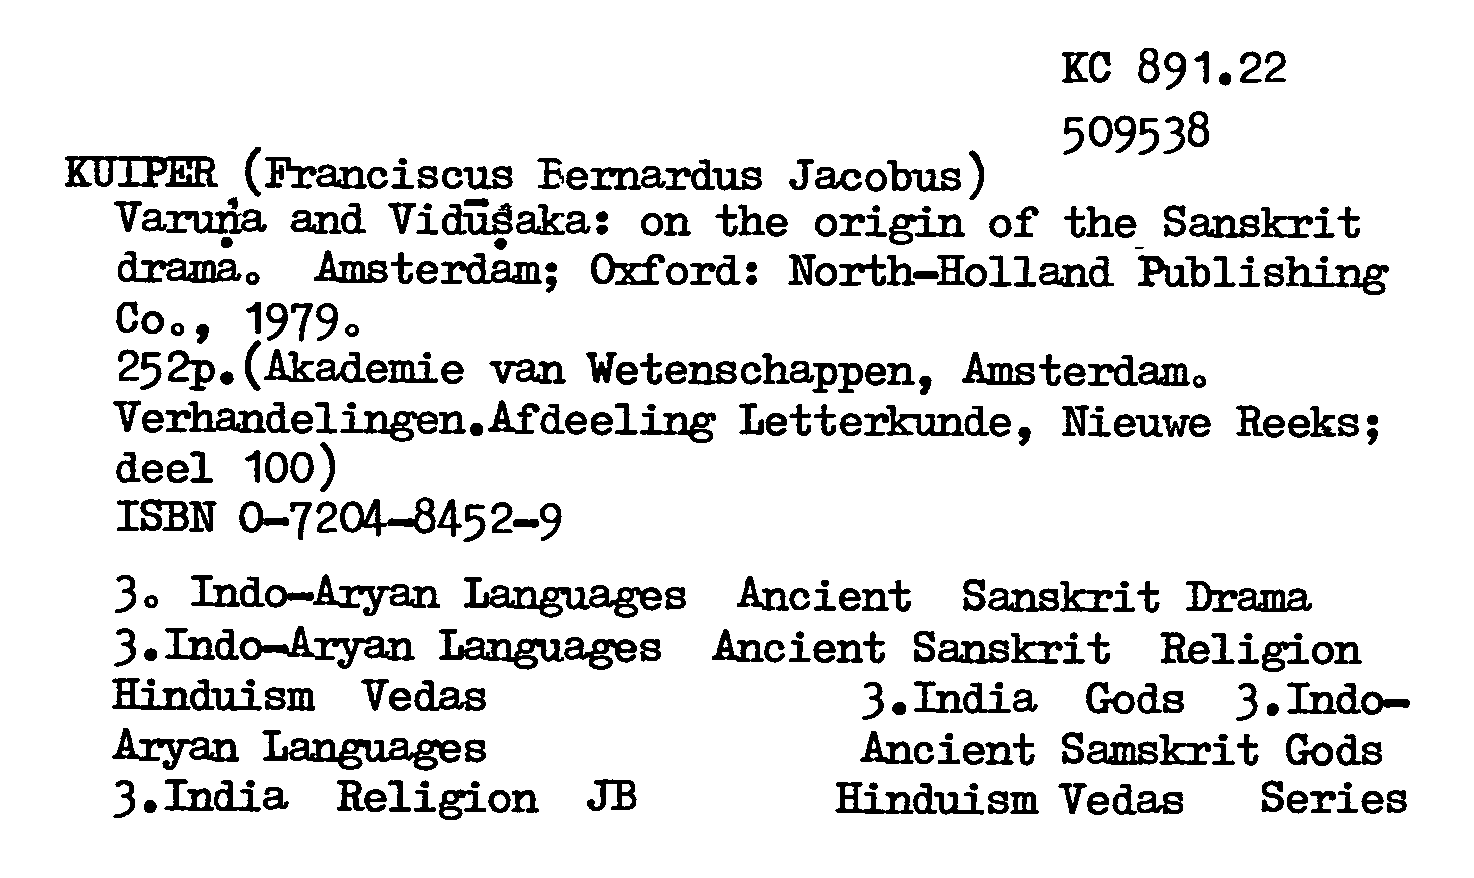 KC 891.22
509538
KUIPER (Franciscus Bernardus Jacobus)
Varuṇa and Vidūṣaka: on the origin of the Sanskrit
drama. Amsterdam; Oxford: North-Holland Publishing
Co., 1979.
252p.(Akademie van Wetenschappen, Amsterdam.
Verhandelingen.Afdeeling Letterkunde, Nieuwe Reeks;
deel 100)
ISBN 0-7204-8452-9
3. Indo-Aryan Languages Ancient Sanskrit Drama
3.Indo-Aryan Languages Ancient Sanskrit Religion
Hinduism Vedas 3.India Gods 3.Indo-
Aryan Languages Ancient Samskrit Gods
3.India Religion JB Hinduism Vedas Series